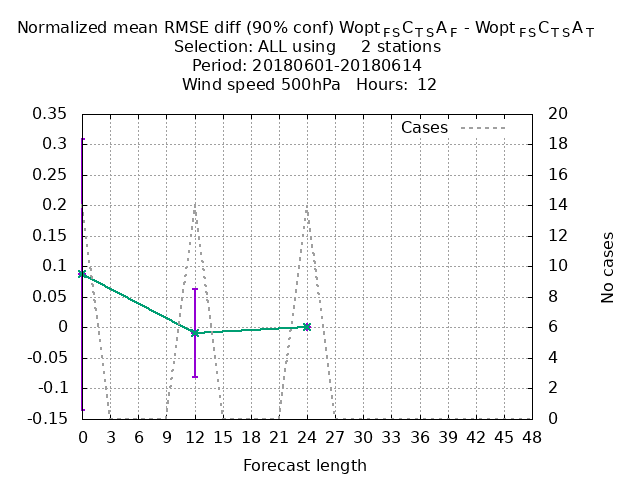 Normalized mean RMSE diff (90% conf) Wopt FS C T S A F - Wopt FS C T S A T
Selection: ALL using 2 stations
Period: 20180601-20180614
Wind speed 500hPa Hours: 12
Cases
0.35
0.3
0.25
0.2
0.15
0.1
0.05
0
-0.05
-0.1
-0.15
20
18
16
14
12
10
8
6
4
2
0
No cases
0 3 6 9 12 15 18 21 24 27 30 33 36 39 42 45 48
Forecast length